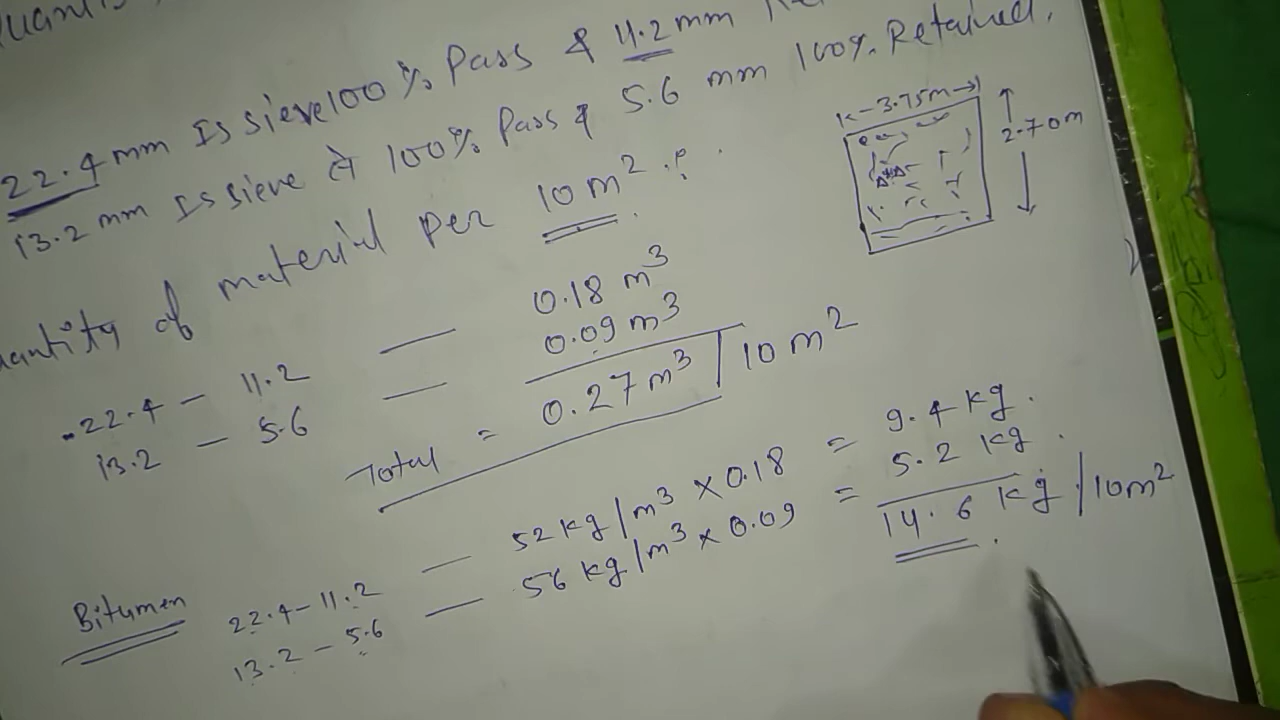 22.4 mm Is sieve 100 % Pass & 11.2 mm
13.2 mm Is sieve 100% Pass & 5.6 mm 100%. Retained.
of material per 10 m² ?
22.4 – 11.2 — 0.18 m³
13.2 – 5.6 — 0.09 m³
Total = 0.27 m³ / 10 m²
Bitumen
22.4 – 11.2 — 52 kg/m³ × 0.18 = 9.4 kg.
13.2 – 5.6 — 56 kg/m³ × 0.09 = 5.2 kg.
14.6 kg / 10m²
3.75m
2.70m